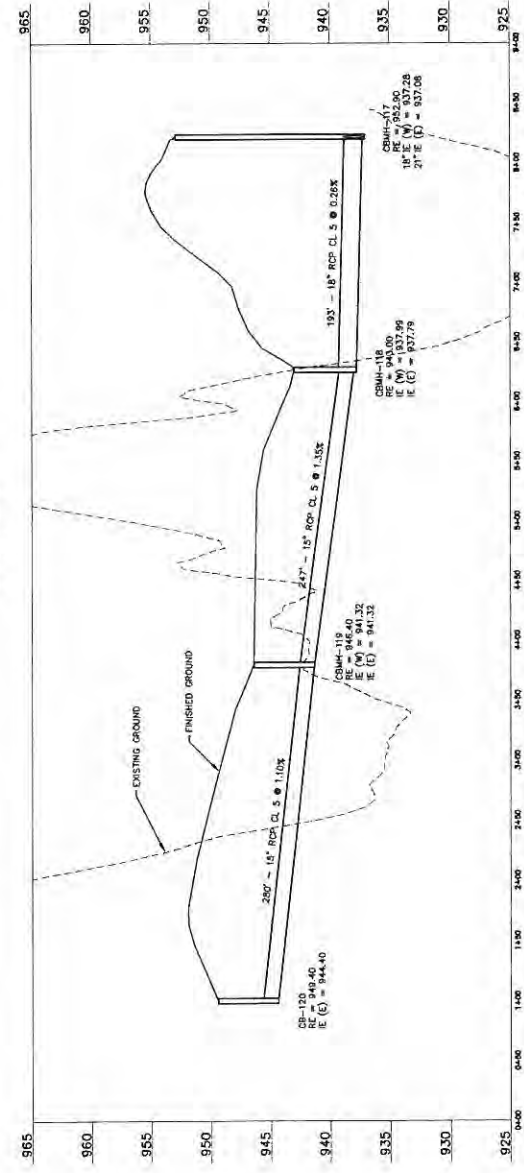 965
960
955
950
945
940
935
930
925
EXISTING GROUND
FINISHED GROUND
280' - 15" RCP CL 5 @ 1.10%
247' - 15" RCP CL 5 @ 1.35%
193' - 18" RCP CL 5 @ 0.26%
CB-120
RE = 949.40
IE (E) = 944.40
CBMH-119
RE = 946.40
IE (W) = 941.32
IE (E) = 941.32
CBMH-118
RE = 943.00
IE (W) = 937.99
IE (E) = 937.79
CBMH-117
RE = 952.90
18" IE (W) = 937.28
21" IE (E) = 937.08
965
960
955
950
945
940
935
930
925
0+00
0+50
1+00
1+50
2+00
2+50
3+00
3+50
4+00
4+50
5+00
5+50
6+00
6+50
7+00
7+50
8+00
8+50
9+00